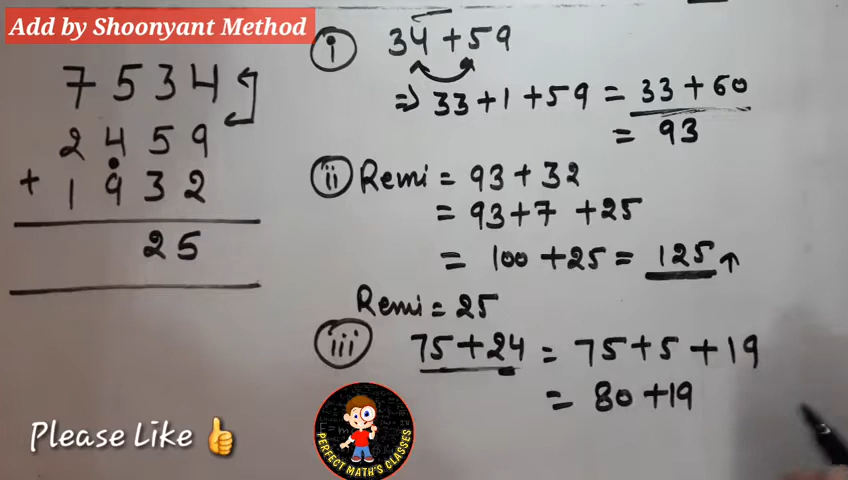 Add by Shoonyant Method
7534
2459
+ 1932
25
i 34 + 59
⇒ 33 + 1 + 59 = 33 + 60
= 93
ii Remi = 93 + 32
= 93 + 7 + 25
= 100 + 25 = 125 ↑
Remi = 25
iii 75 + 24 = 75 + 5 + 19
= 80 + 19
Please Like 👍
PERFECT MATH'S CLASSES